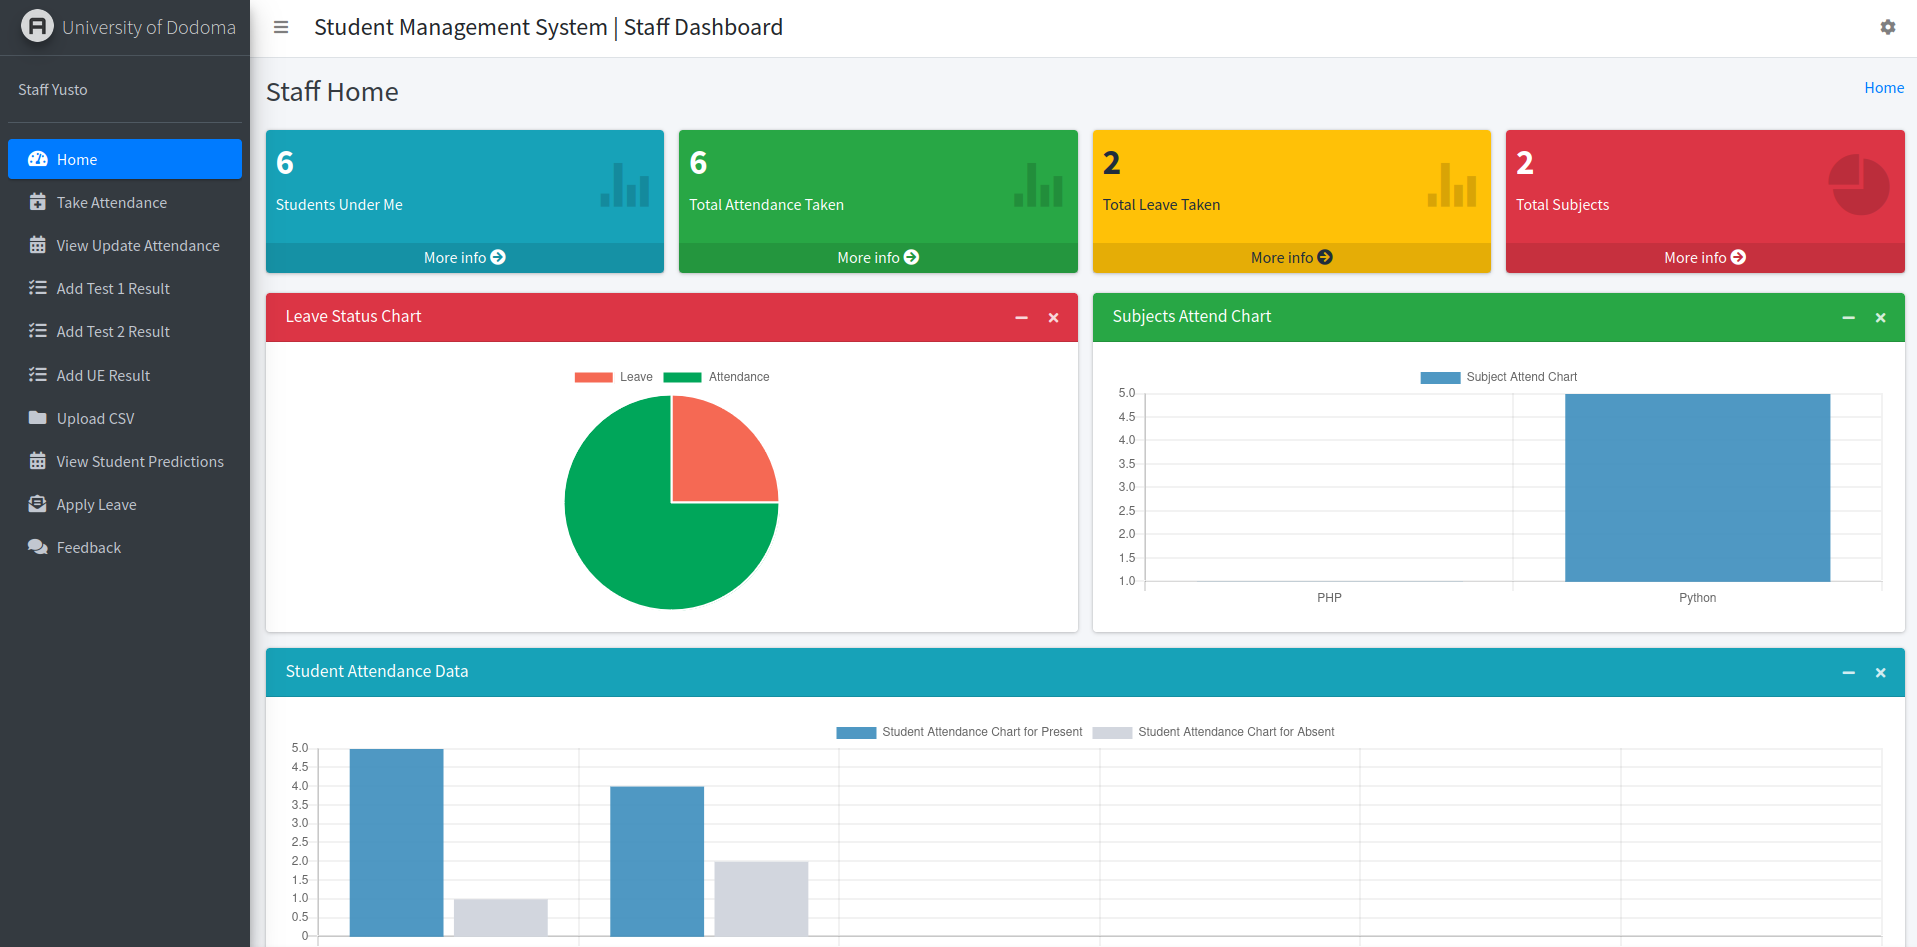 University of Dodoma
Student Management System | Staff Dashboard
Staff Yusto
Home
Take Attendance
View Update Attendance
Add Test 1 Result
Add Test 2 Result
Add UE Result
Upload CSV
View Student Predictions
Apply Leave
Feedback
Staff Home
Home
6
Students Under Me
More info
6
Total Attendance Taken
More info
2
Total Leave Taken
More info
2
Total Subjects
More info
Leave Status Chart
Leave Attendance
Subjects Attend Chart
Subject Attend Chart
5.0
4.5
4.0
3.5
3.0
2.5
2.0
1.5
1.0
PHP Python
Student Attendance Data
Student Attendance Chart for Present Student Attendance Chart for Absent
5.0
4.5
4.0
3.5
3.0
2.5
2.0
1.5
1.0
0.5
0